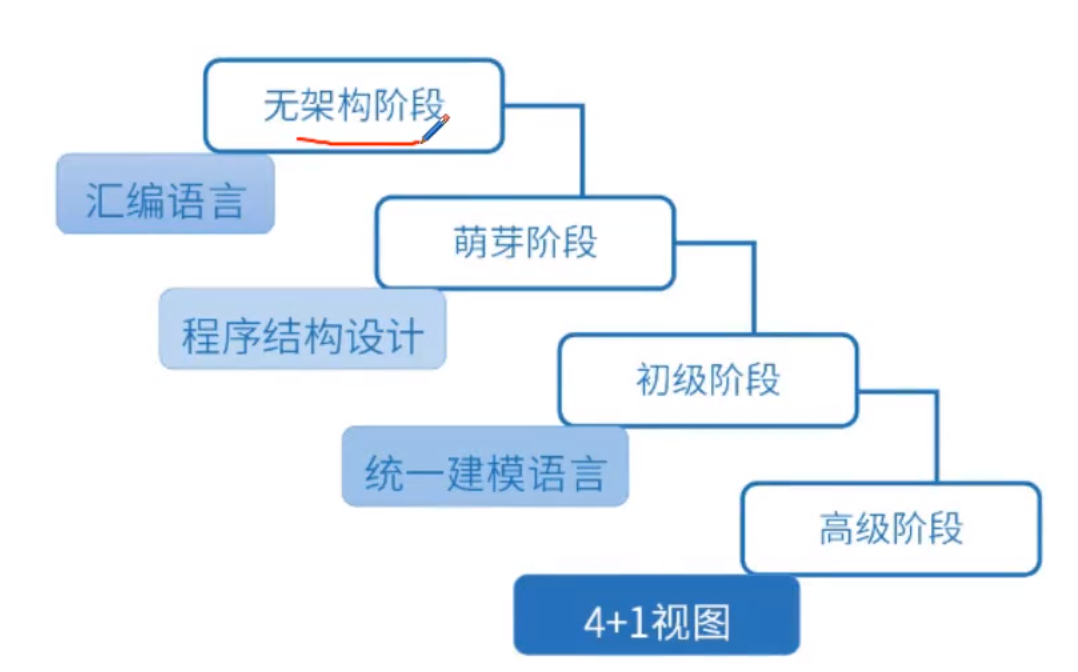 无架构阶段
汇编语言
萌芽阶段
程序结构设计
初级阶段
统一建模语言
高级阶段
4+1视图